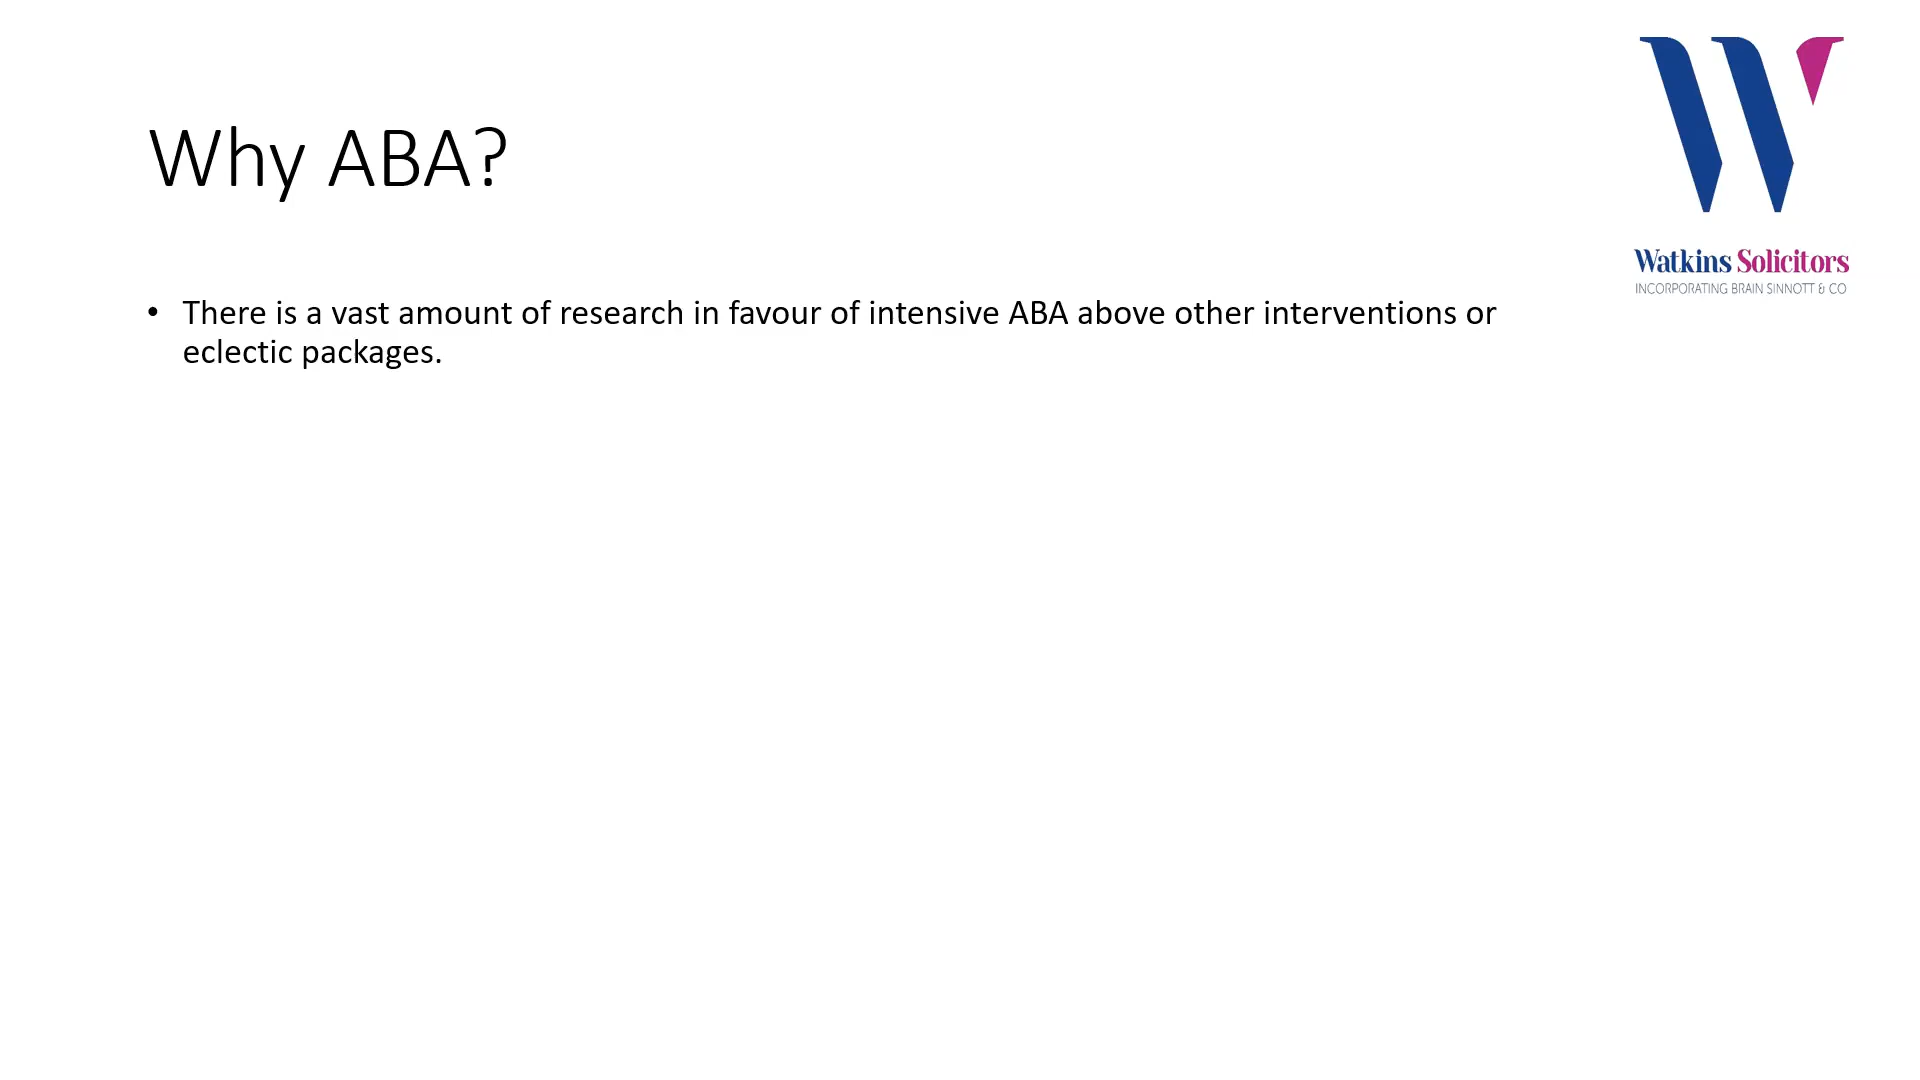 Why ABA?
Watkins Solicitors
INCORPORATING BRAIN SINNOTT & CO
• There is a vast amount of research in favour of intensive ABA above other interventions or
eclectic packages.